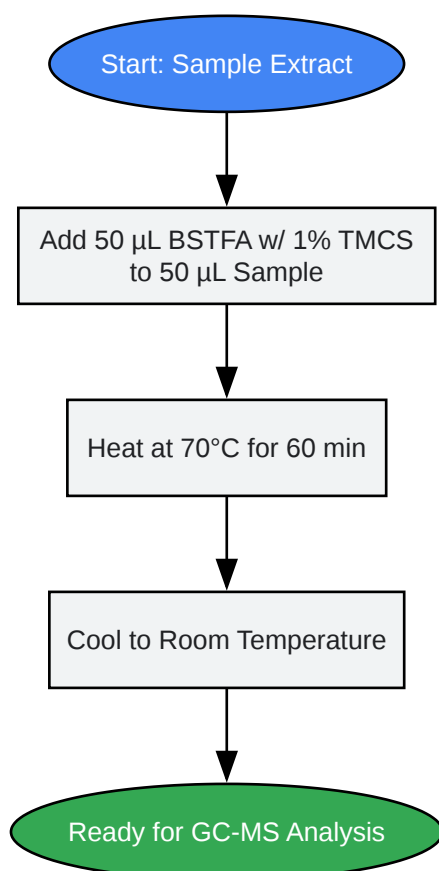 Start: Sample Extract
Add 50 µL BSTFA w/ 1% TMCS
to 50 µL Sample
Heat at 70°C for 60 min
Cool to Room Temperature
Ready for GC-MS Analysis